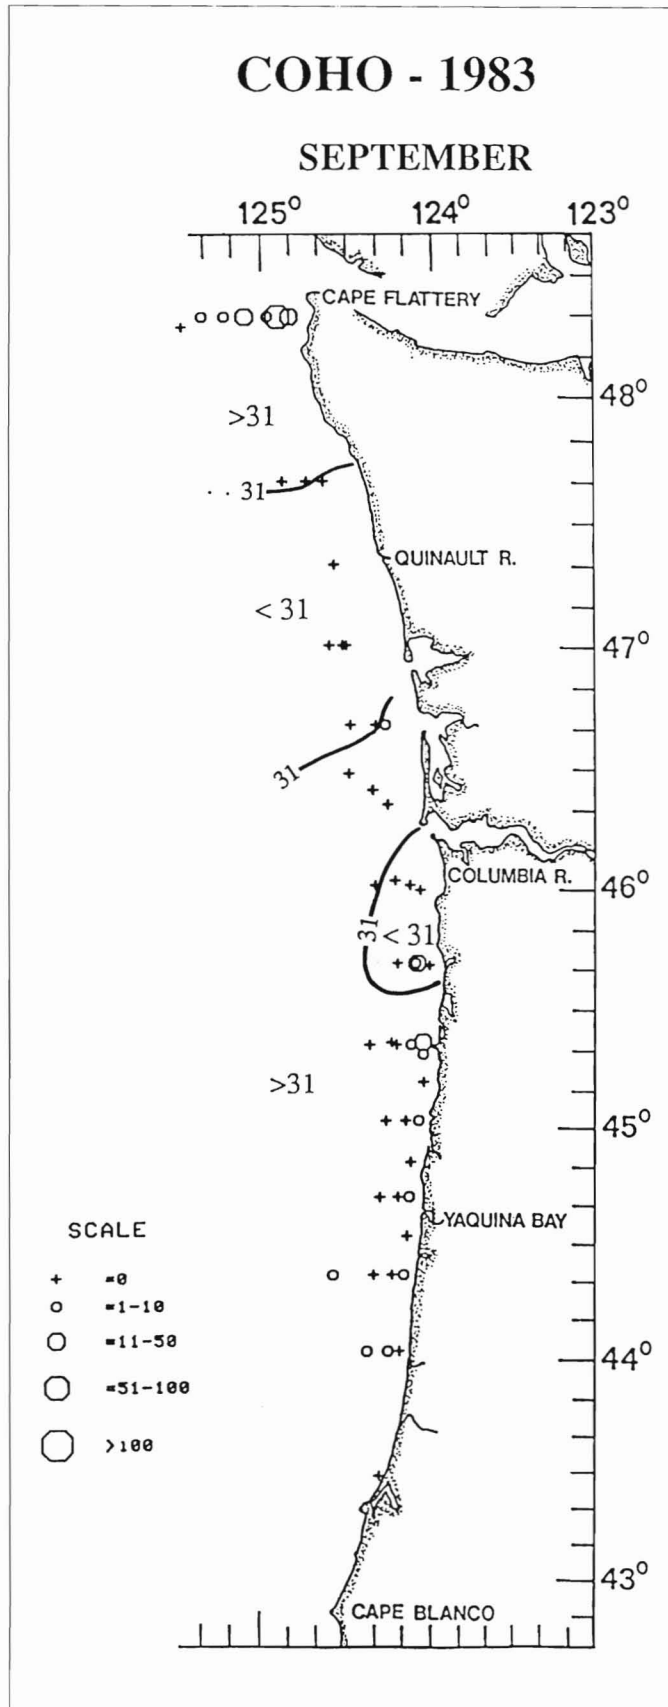 COHO - 1983
SEPTEMBER
125° 124° 123°
CAPE FLATTERY
48°
>31
31
QUINAULT R.
< 31
47°
31
COLUMBIA R.
46°
31
< 31
>31
45°
YAQUINA BAY
SCALE
+ =0
=1-10
=11-50
=51-100
>100
44°
43°
CAPE BLANCO